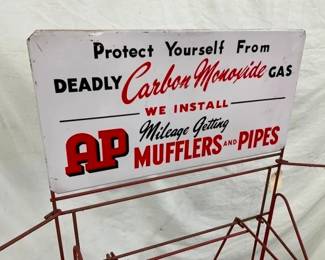 Protect Yourself From
DEADLY Carbon Monoxide GAS
WE INSTALL
AP Mileage Getting
MUFFLERS AND PIPES